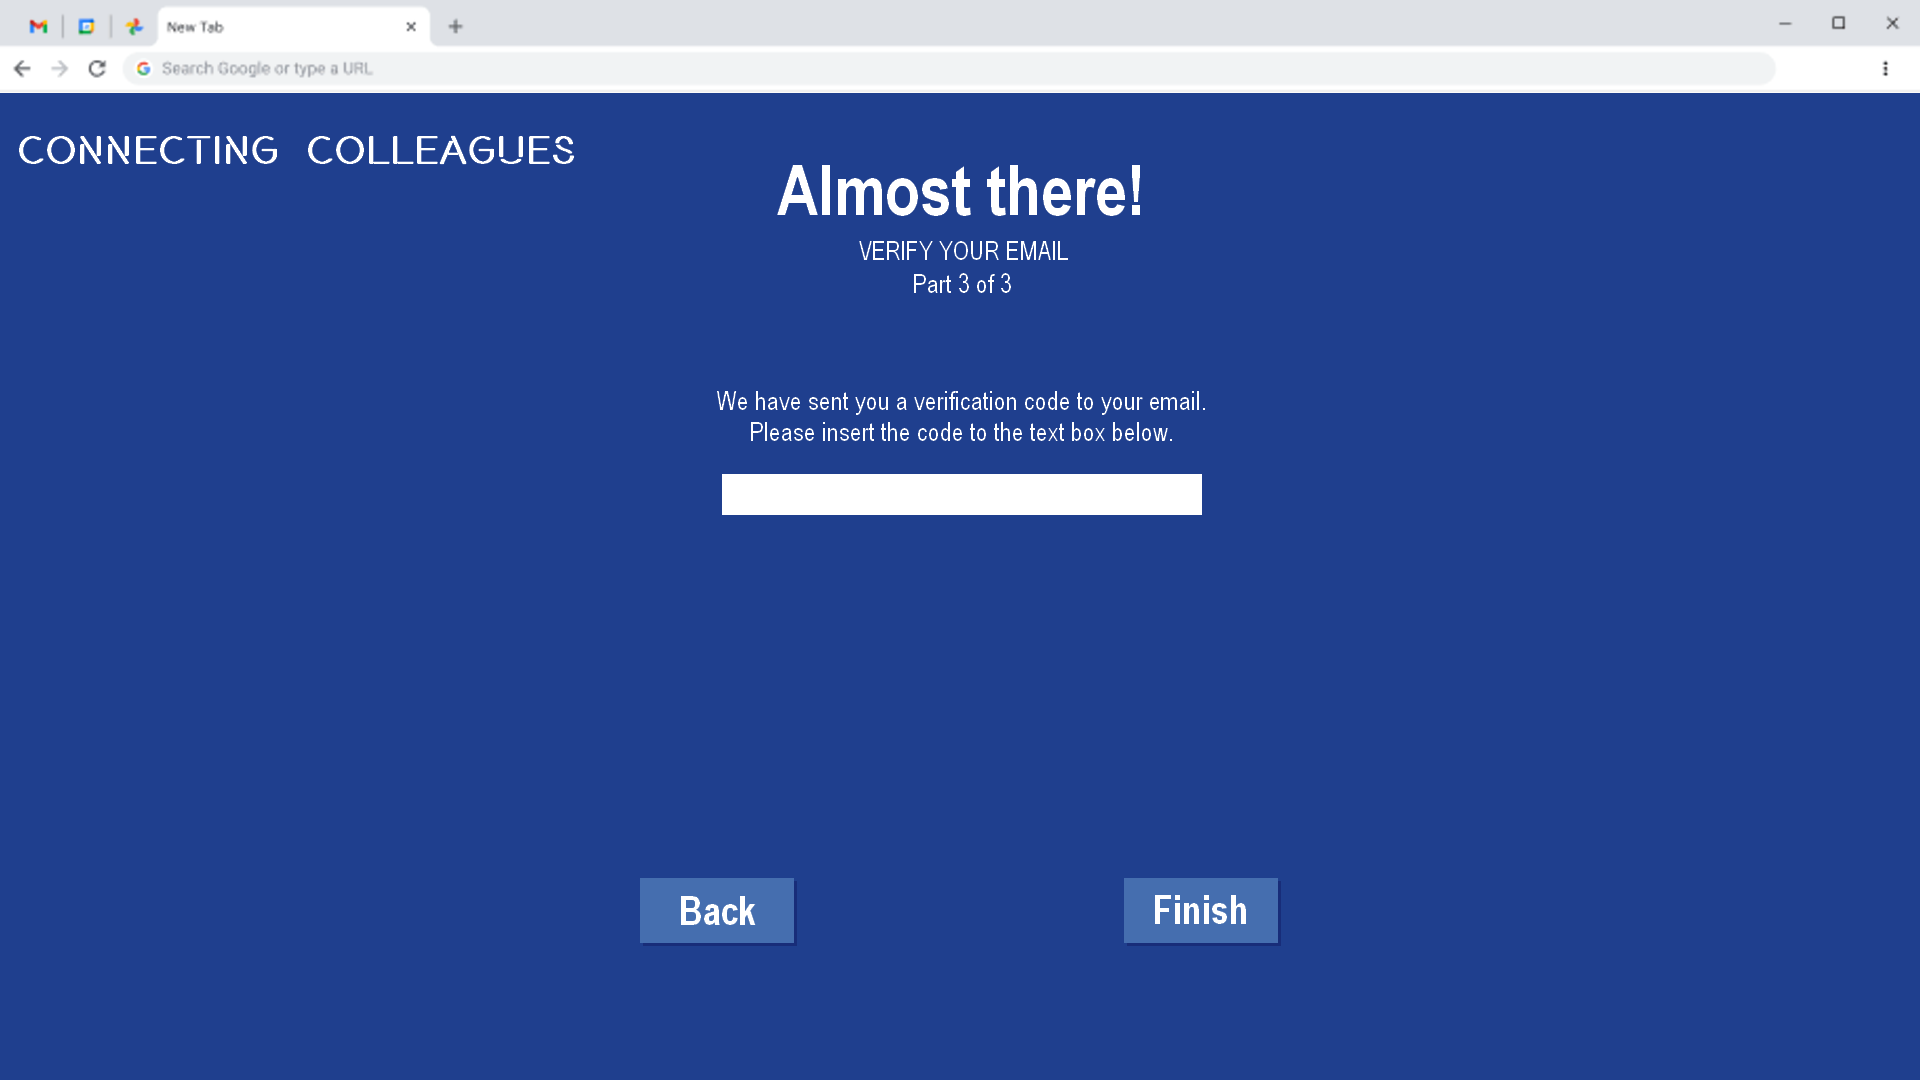 New Tab
Search Google or type a URL
CONNECTING COLLEAGUES
Almost there!
VERIFY YOUR EMAIL
Part 3 of 3
We have sent you a verification code to your email.
Please insert the code to the text box below.
Back
Finish